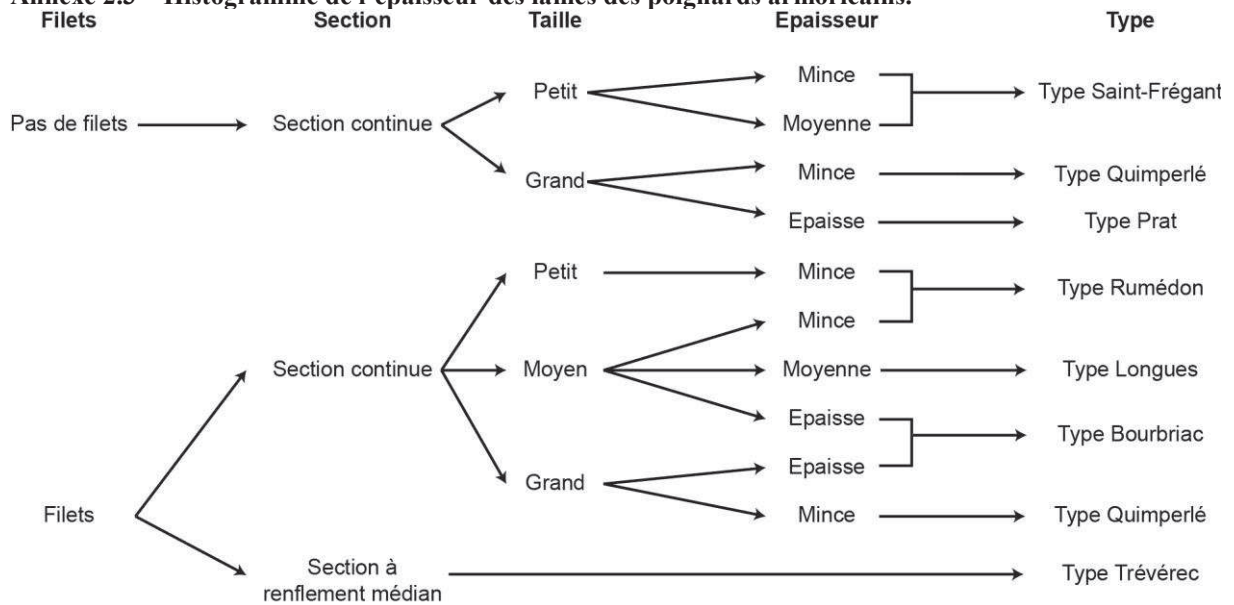 Annexe 2.3 – Histogramme de l'épaisseur des lames des poignards armoricains.
Filets Section Taille Epaisseur Type
Petit Mince Type Saint-Frégant
Pas de filets Section continue Moyenne
Grand Mince Type Quimperlé
Epaisse Type Prat
Petit Mince Type Rumédon
Mince
Section continue Moyen Moyenne Type Longues
Epaisse Type Bourbriac
Grand Epaisse
Filets Mince Type Quimperlé
Section à
renflement médian Type Trévérec